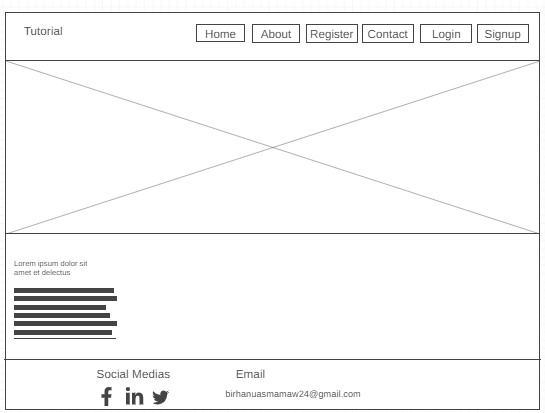 Tutorial
Home
About
Register
Contact
Login
Signup
Lorem ipsum dolor sit
amet et delectus
Social Medias
Email
birhanuasmamaw24@gmail.com